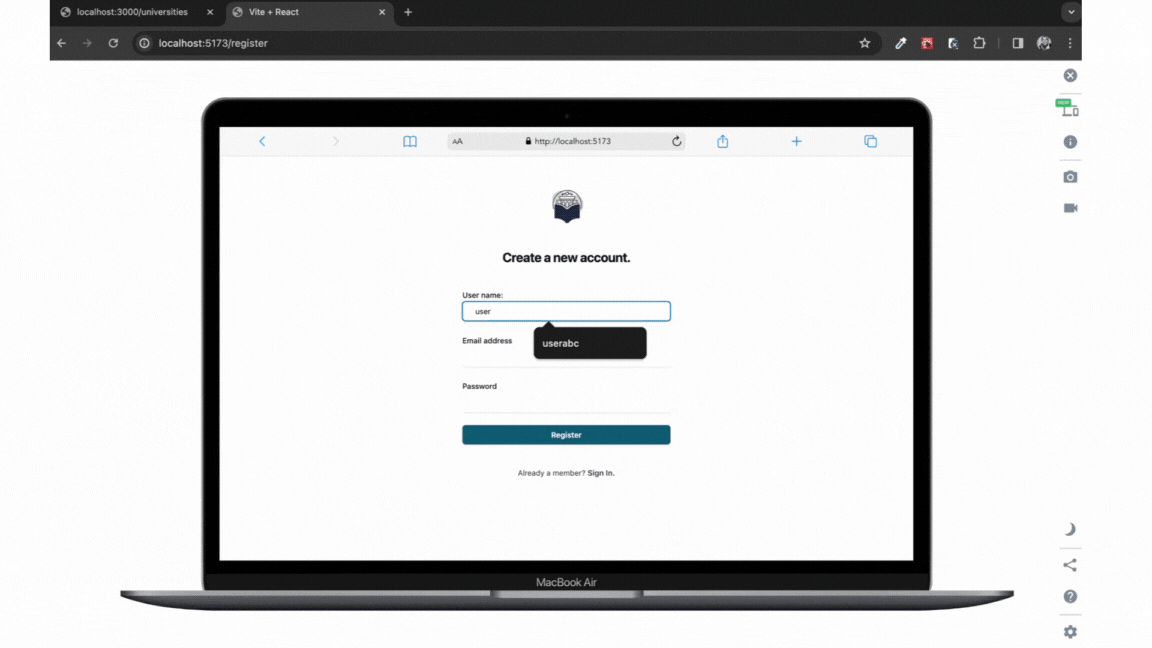 localhost:3000/universities
Vite + React
localhost:5173/register
NEW
AA
http://localhost:5173
Create a new account.
User name:
user
Email address
userabc
Password
Register
Already a member? Sign In.
MacBook Air